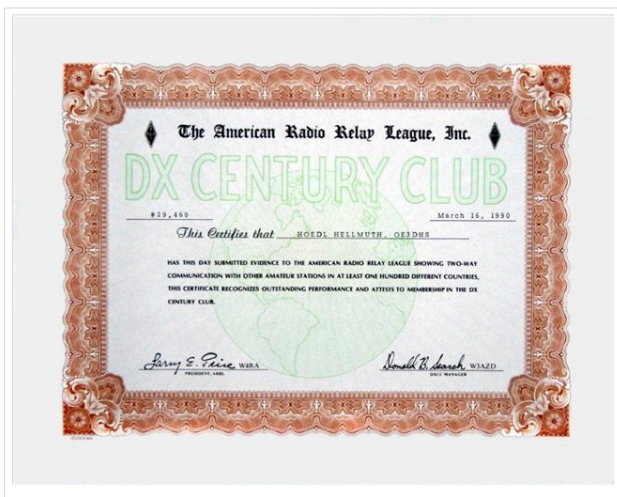 The American Radio Relay League, Inc.
DX CENTURY CLUB
#29,460 March 16, 1990
This Certifies that HOEDL HELLMUTH, OE3DHS
HAS THIS DAY SUBMITTED EVIDENCE TO THE AMERICAN RADIO RELAY LEAGUE SHOWING TWO-WAY
COMMUNICATION WITH OTHER AMATEUR STATIONS IN AT LEAST ONE HUNDRED DIFFERENT COUNTRIES.
THIS CERTIFICATE RECOGNIZES OUTSTANDING PERFORMANCE AND ATTESTS TO MEMBERSHIP IN THE DX
CENTURY CLUB.
Larry E. Price W4RA Donald B. Search W3AZD
PRESIDENT, ARRL DXCC MANAGER